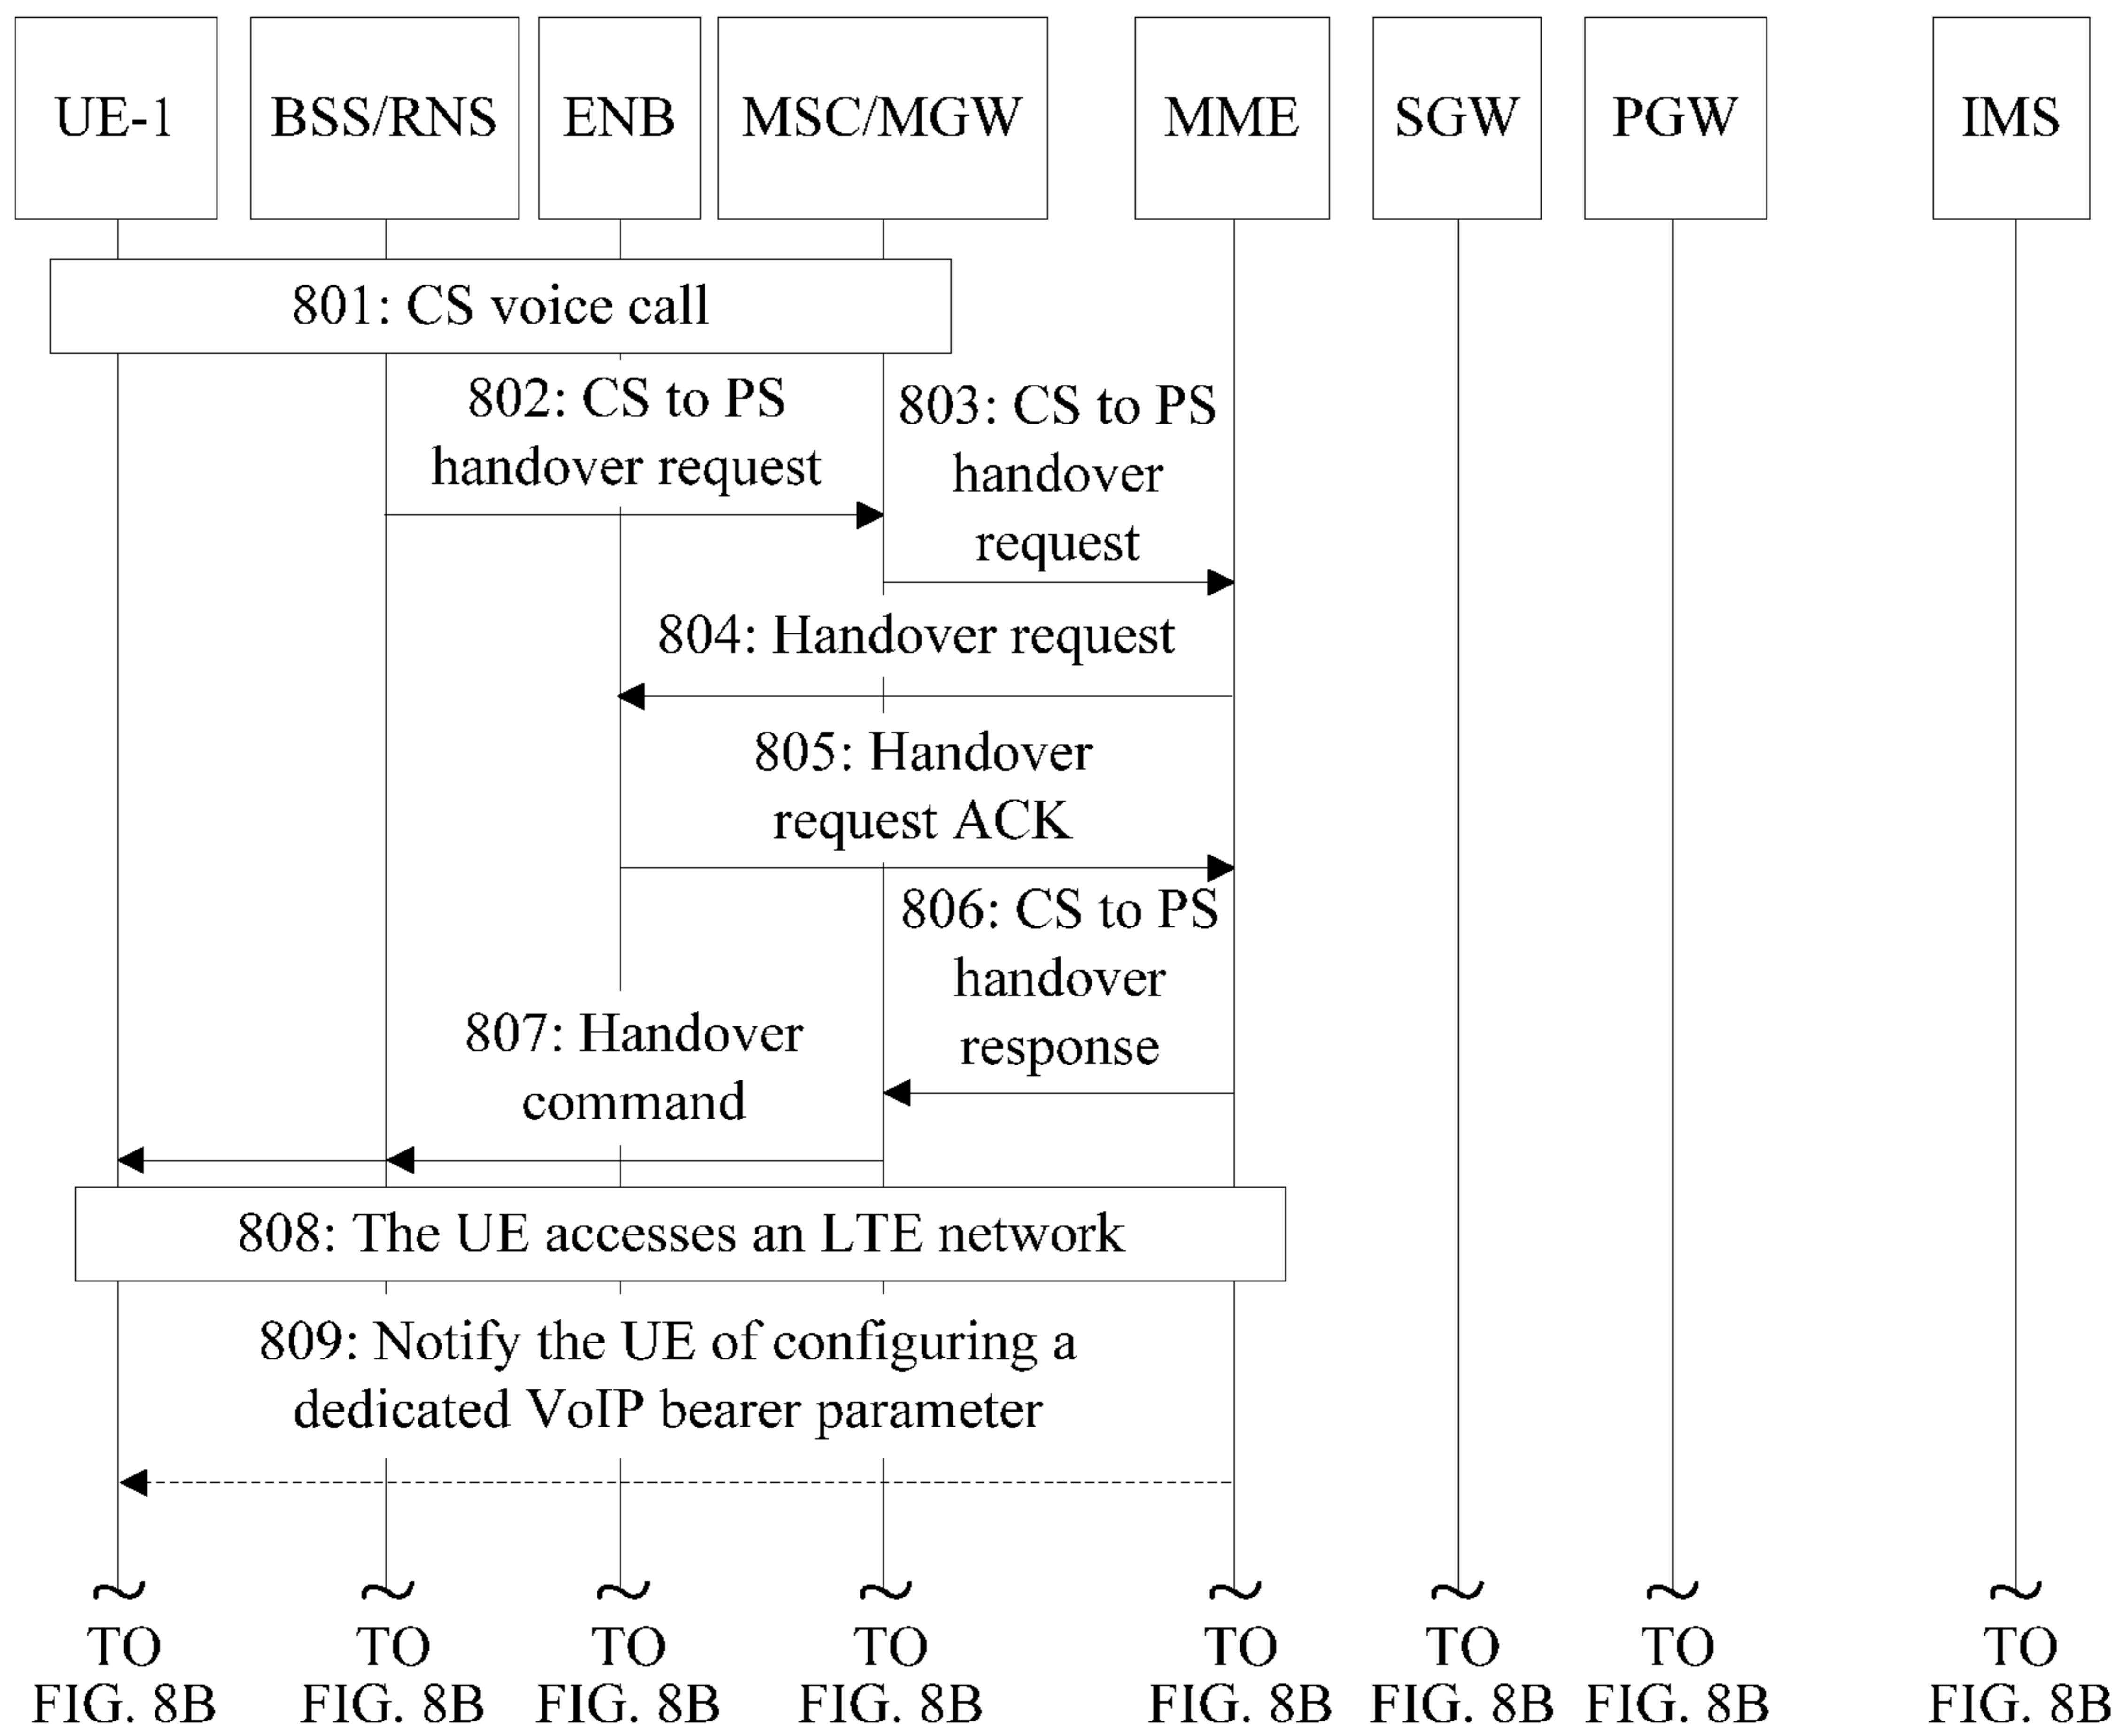 UE-1
BSS/RNS
ENB
MSC/MGW
MME
SGW
PGW
IMS
801: CS voice call
802: CS to PS
handover request
803: CS to PS
handover
request
804: Handover request
805: Handover
request ACK
806: CS to PS
handover
response
807: Handover
command
808: The UE accesses an LTE network
809: Notify the UE of configuring a
dedicated VoIP bearer parameter
TO
FIG. 8B
TO
FIG. 8B
TO
FIG. 8B
TO
FIG. 8B
TO
FIG. 8B
TO
FIG. 8B
TO
FIG. 8B
TO
FIG. 8B